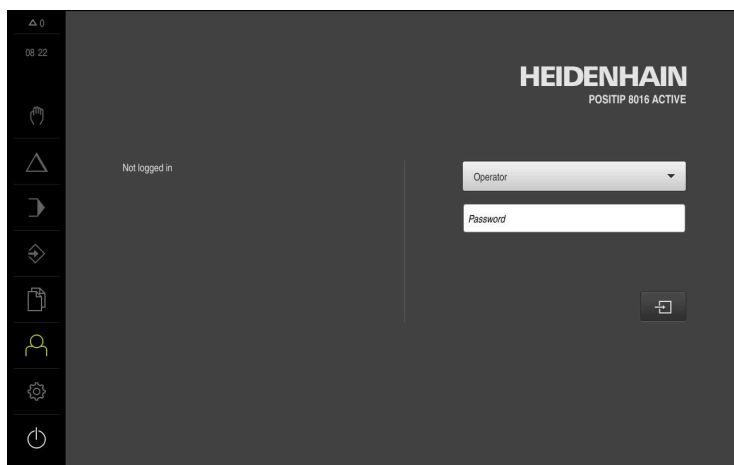 0
08 22
HEIDENHAIN
POSITIP 8016 ACTIVE
Not logged in
Operator
Password